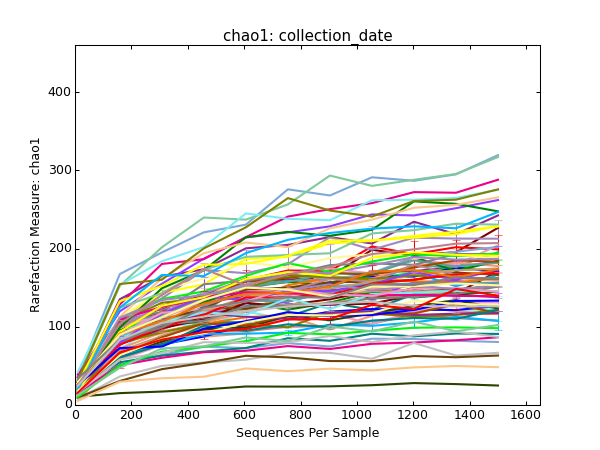 chao1: collection_date
400
300
200
100
0
0 200 400 600 800 1000 1200 1400 1600
Rarefaction Measure: chao1
Sequences Per Sample